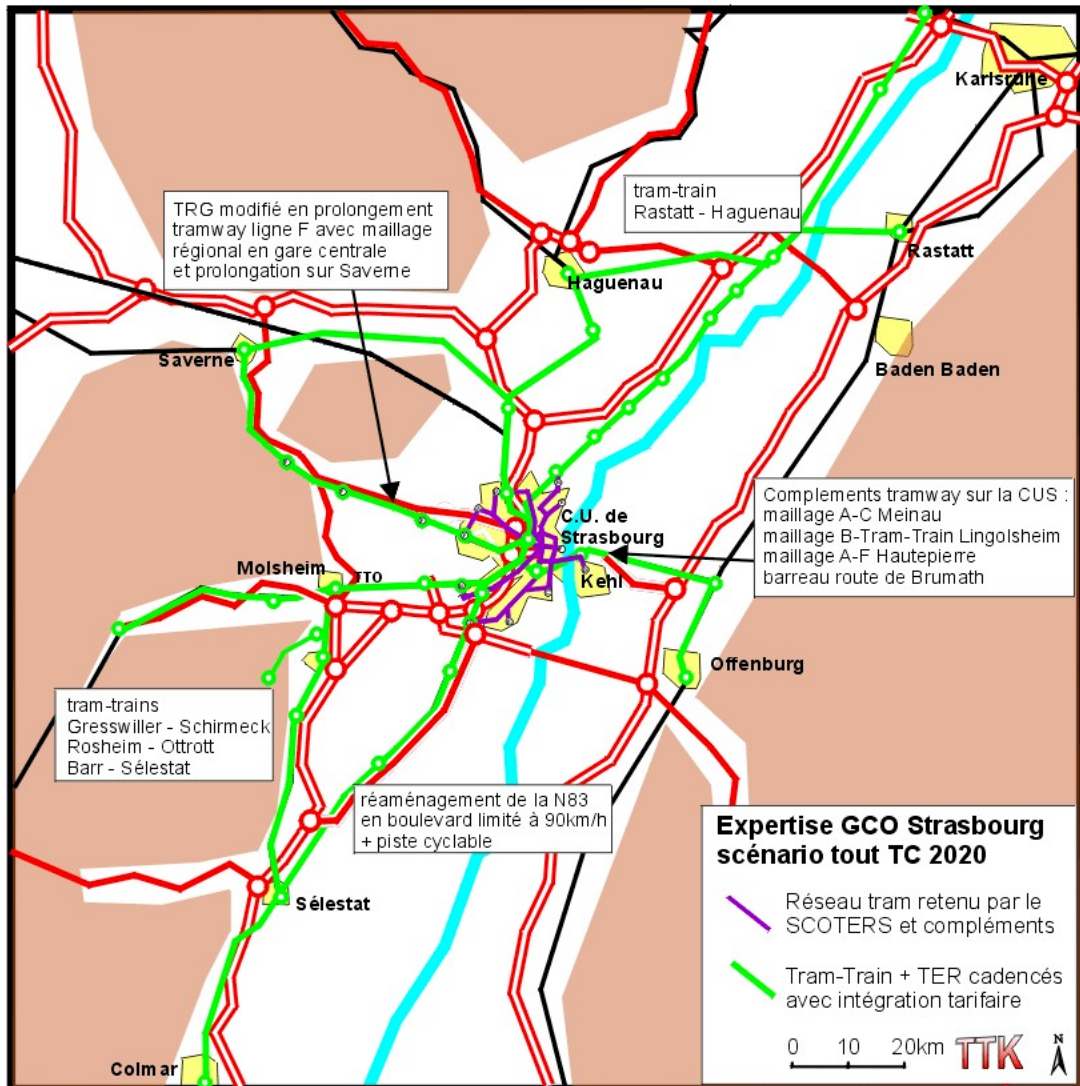 Karlsruhe
tram-train
Rastatt - Haguenau
TRG modifié en prolongement
tramway ligne F avec maillage
régional en gare centrale
et prolongation sur Saverne
Rastatt
Haguenau
Saverne
Baden Baden
Complements tramway sur la CUS :
maillage A-C Meinau
maillage B-Tram-Train Lingolsheim
maillage A-F Hautepierre
barreau route de Brumath
C.U. de
Strasbourg
Molsheim
TTO
Kehl
Offenburg
tram-trains
Gresswiller - Schirmeck
Rosheim - Ottrott
Barr - Sélestat
réaménagement de la N83
en boulevard limité à 90km/h
+ piste cyclable
Sélestat
Colmar
Expertise GCO Strasbourg
scénario tout TC 2020
Réseau tram retenu par le
SCOTERS et compléments
Tram-Train + TER cadencés
avec intégration tarifaire
0 10 20km
TTK
N